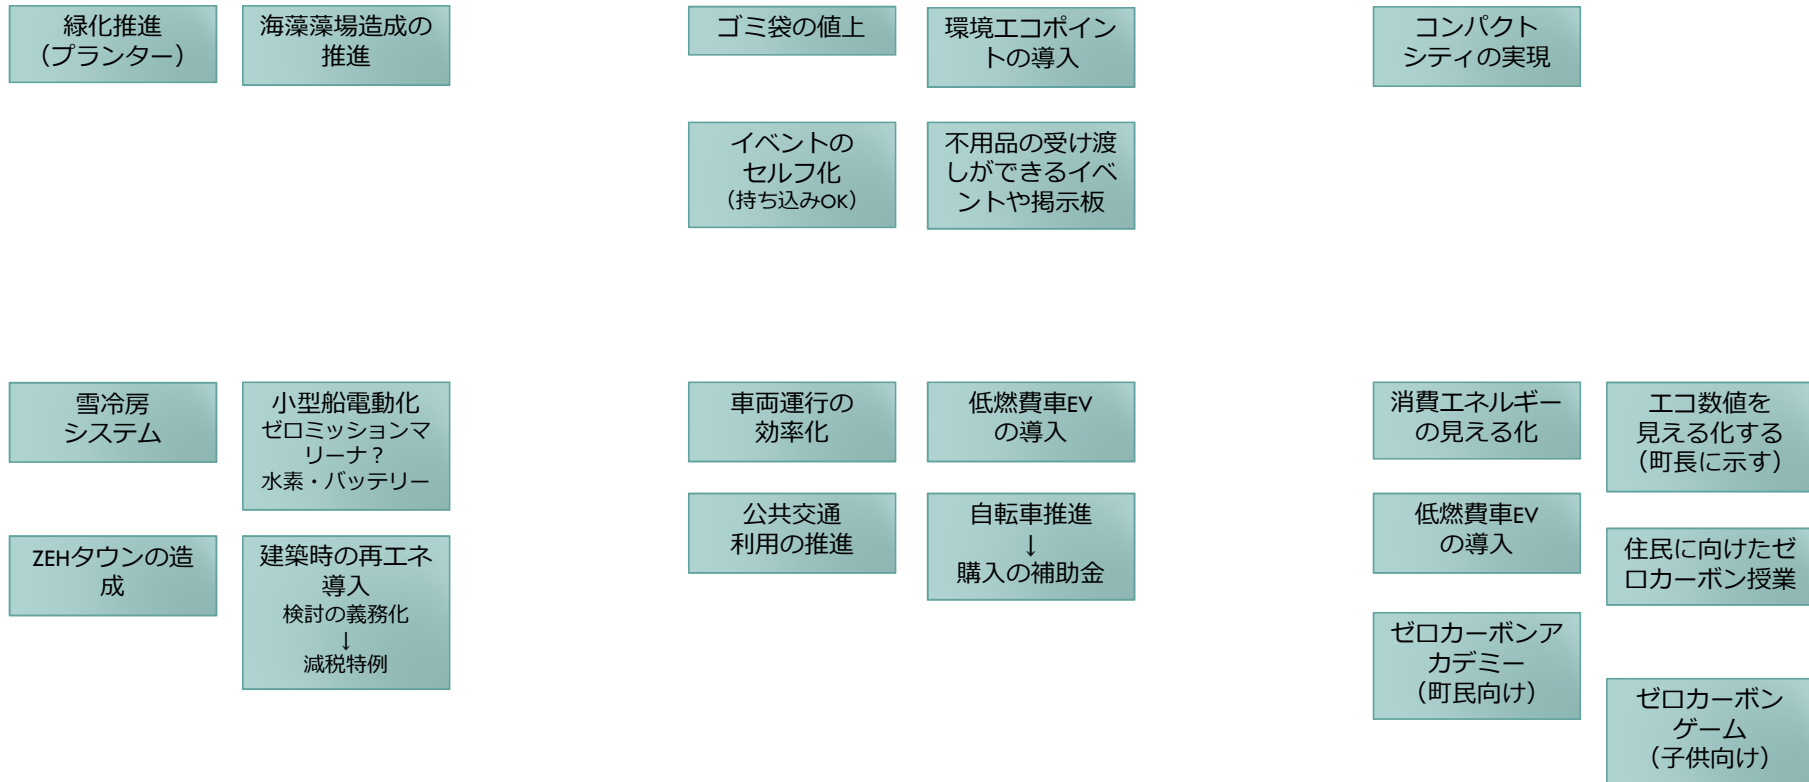 緑化推進
（プランター）
海藻藻場造成の
推進
ゴミ袋の値上
環境エコポイン
トの導入
イベントの
セルフ化
（持ち込みOK）
不用品の受け渡
しができるイベ
ントや掲示板
コンパクト
シティの実現
雪冷房
システム
小型船電動化
ゼロミッションマ
リーナ？
水素・バッテリー
ZEHタウンの造
成
建築時の再エネ
導入
検討の義務化
↓
減税特例
車両運行の
効率化
低燃費車EV
の導入
公共交通
利用の推進
自転車推進
↓
購入の補助金
消費エネルギー
の見える化
エコ数値を
見える化する
（町長に示す）
低燃費車EV
の導入
住民に向けたゼ
ロカーボン授業
ゼロカーボンア
カデミー
（町民向け）
ゼロカーボン
ゲーム
（子供向け）